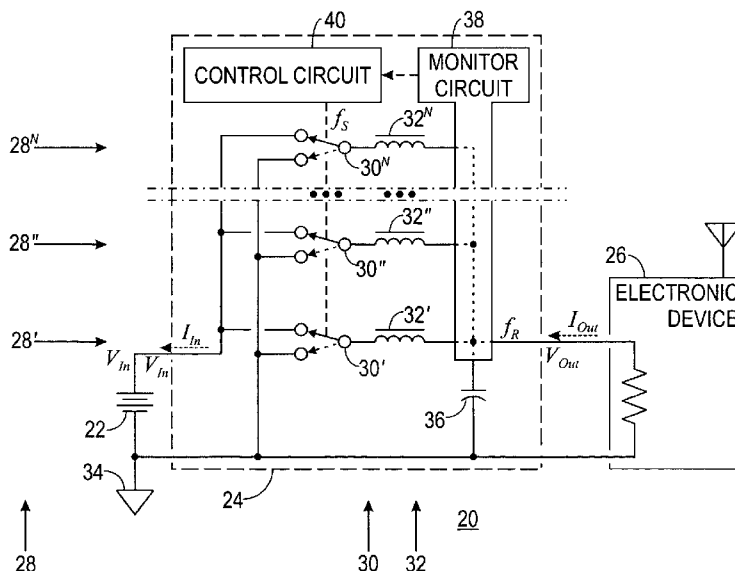 40
38
CONTROL CIRCUIT
MONITOR
CIRCUIT
f_S
32^N
28^N
30^N
32″
28″
30″
26
ELECTRONIC
DEVICE
32′
28′
I_In
f_R
I_Out
V_In
V_In
30′
V_Out
22
36
34
24
20
28
30
32